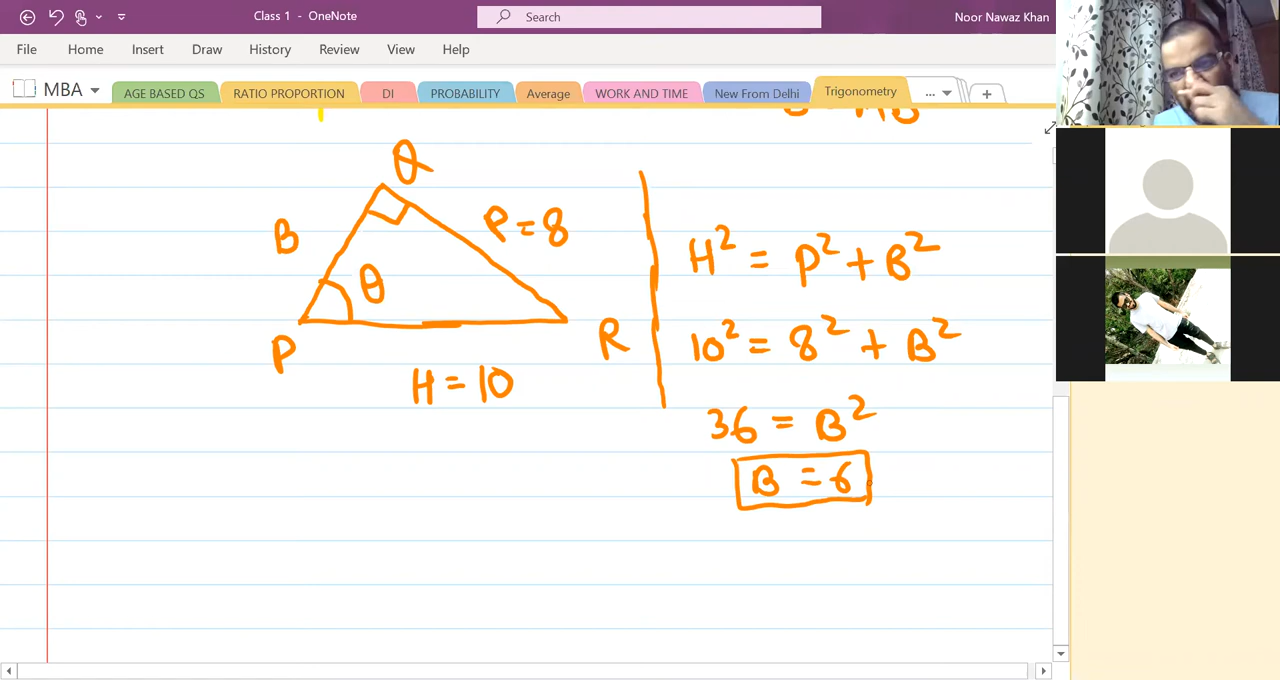 Class 1 - OneNote
Search
Noor Nawaz Khan
File Home Insert Draw History Review View Help
MBA
AGE BASED QS
RATIO PROPORTION
DI
PROBABILITY
Average
WORK AND TIME
New From Delhi
Trigonometry
...
Q
B
P = 8
θ
P
R
H = 10
H² = P² + B²
10² = 8² + B²
36 = B²
B = 6